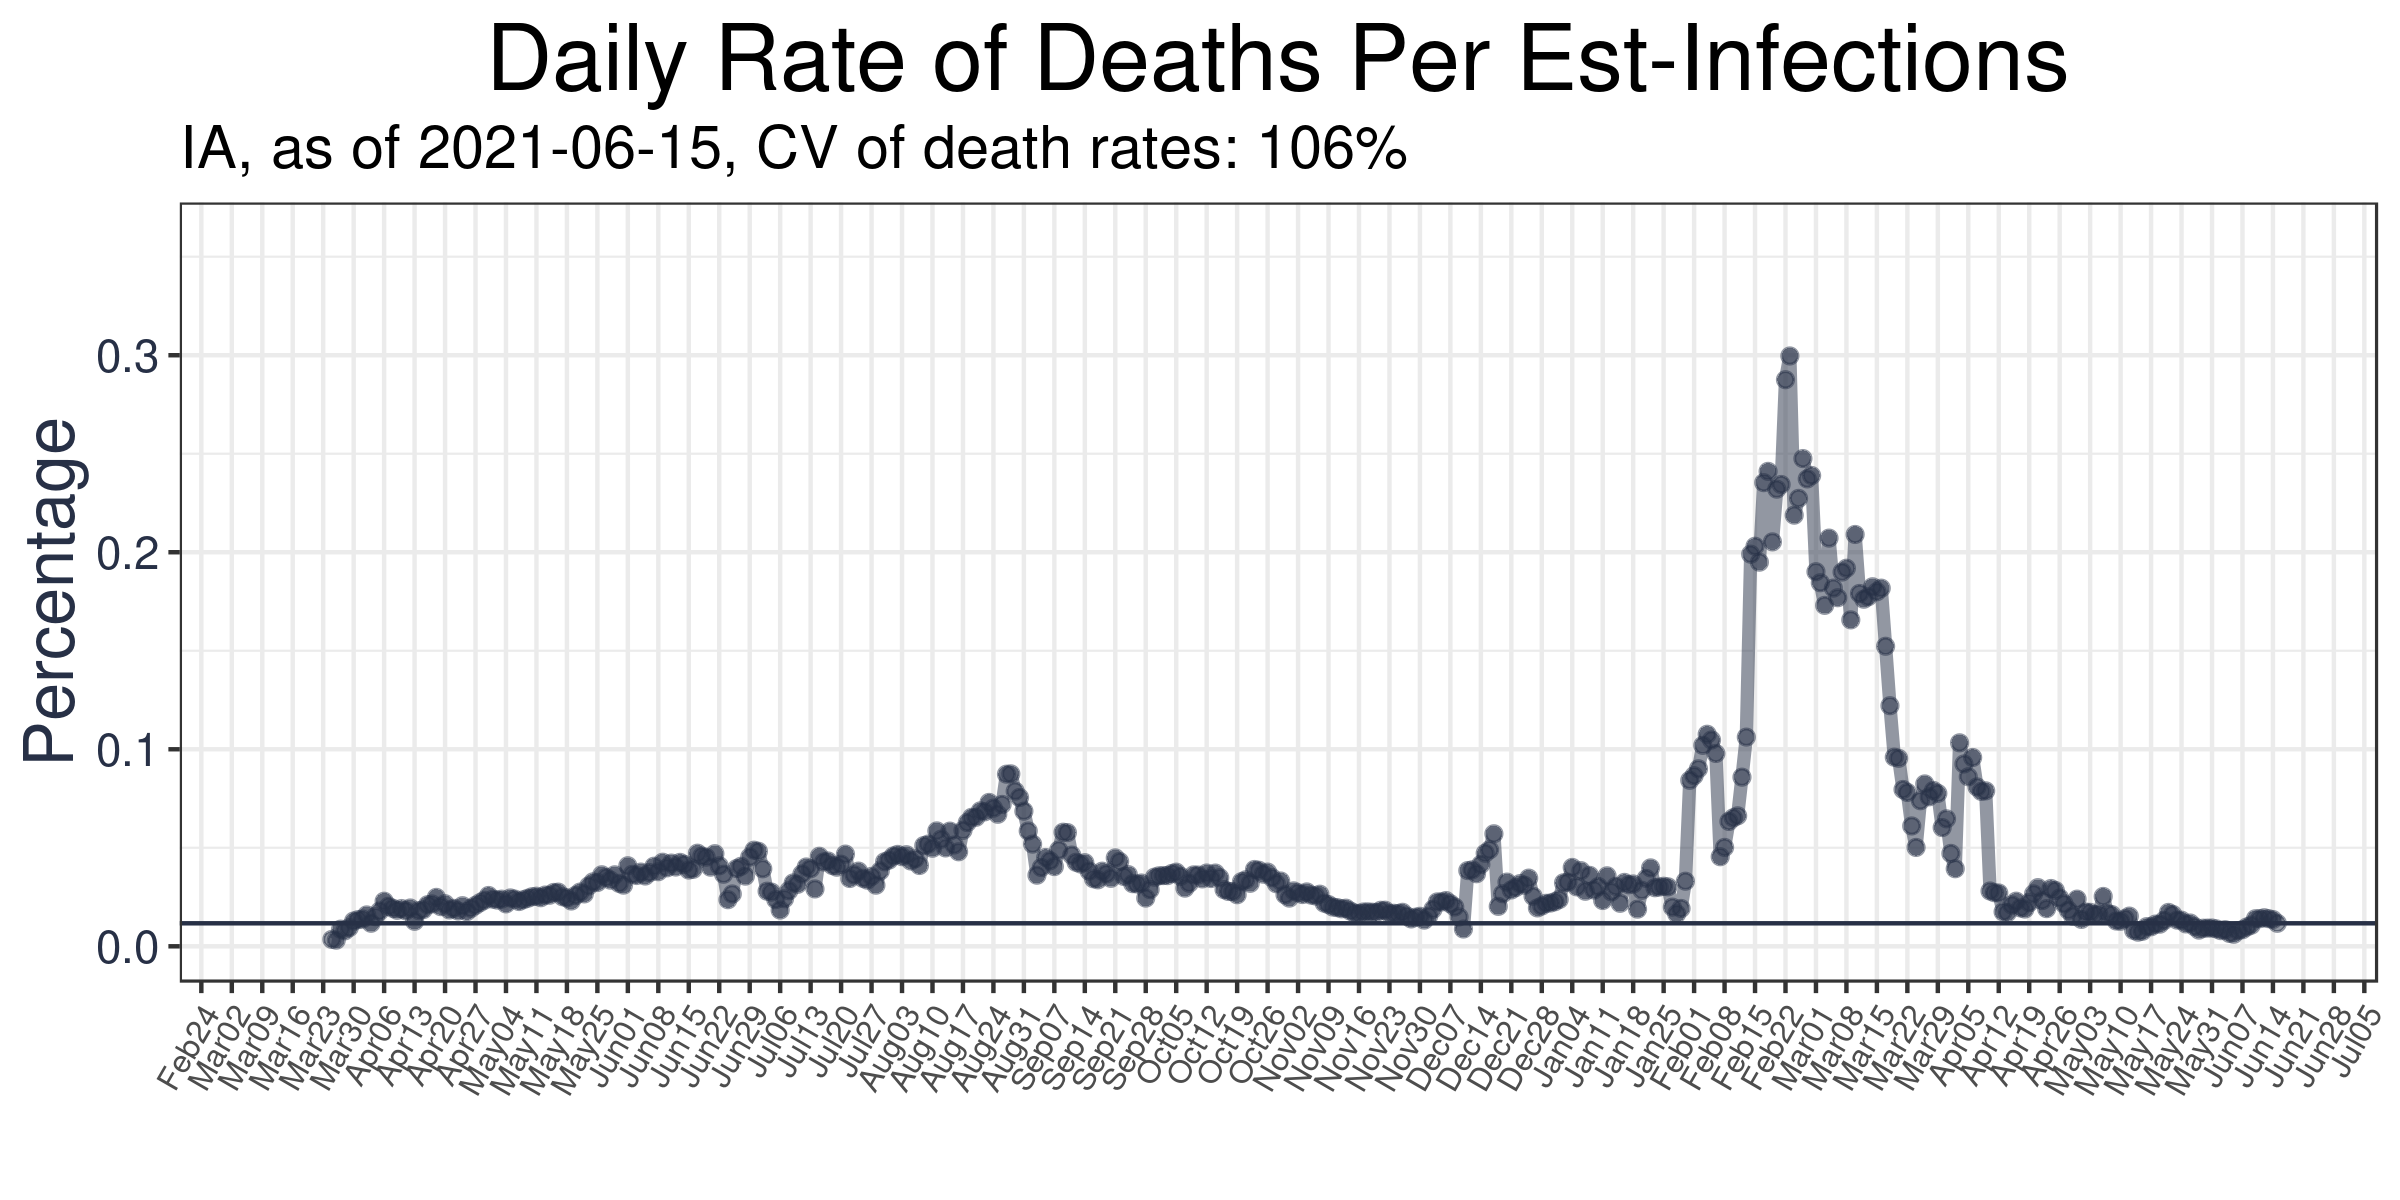 Daily Rate of Deaths Per Est-Infections
IA, as of 2021-06-15, CV of death rates: 106%
Percentage
0.3
0.2
0.1
0.0
Feb24 Mar02 Mar09 Mar16 Mar23 Mar30 Apr06 Apr13 Apr20 Apr27 May04 May11 May18 May25 Jun01 Jun08 Jun15 Jun22 Jun29 Jul06 Jul13 Jul20 Jul27 Aug03 Aug10 Aug17 Aug24 Aug31 Sep07 Sep14 Sep21 Sep28 Oct05 Oct12 Oct19 Oct26 Nov02 Nov09 Nov16 Nov23 Nov30 Dec07 Dec14 Dec21 Dec28 Jan04 Jan11 Jan18 Jan25 Feb01 Feb08 Feb15 Feb22 Mar01 Mar08 Mar15 Mar22 Mar29 Apr05 Apr12 Apr19 Apr26 May03 May10 May17 May24 May31 Jun07 Jun14 Jun21 Jun28 Jul05